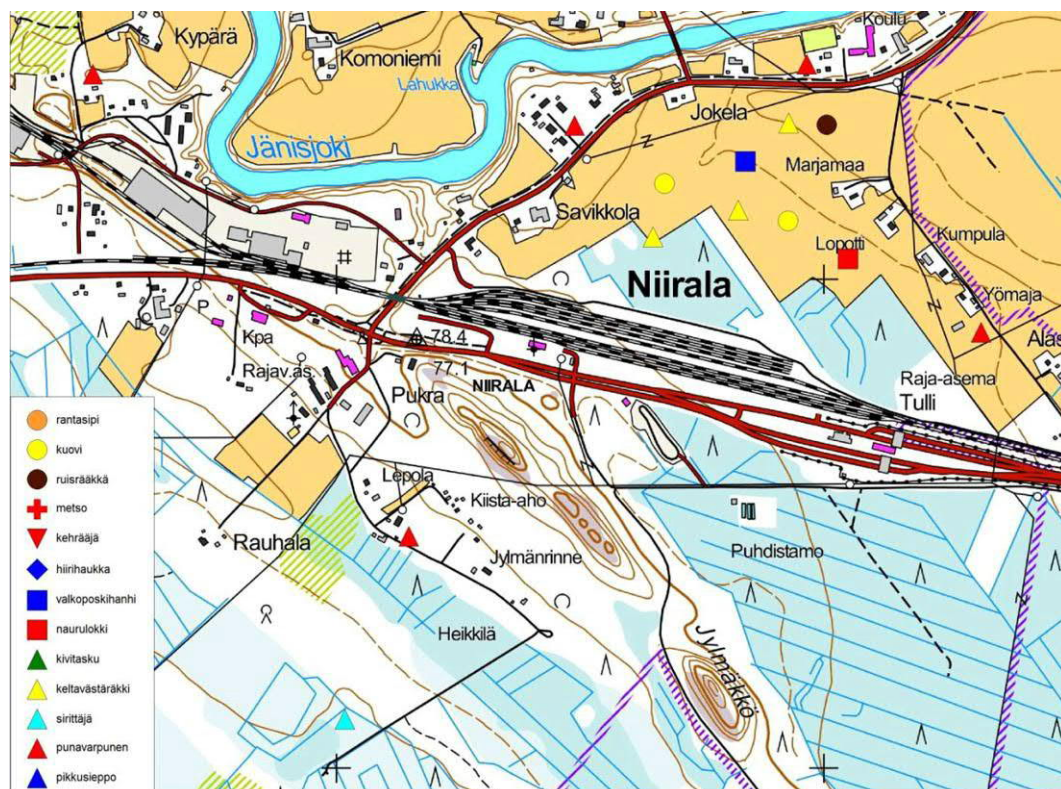 Kypärä
Komoniemi
Lahukka
Koulu
Jänisjoki
Jokela
Marjamaa
Savikkola
Lopotti
Kumpula
Niirala
Yömaja
P
Kpa
78.4
77.1
Rajav.as.
Pukra
NIIRALA
Raja-asema
Tulli
Alas
Lepola
Kiista-aho
Rauhala
Jylmänrinne
Puhdistamo
Heikkilä
Jylmäkkö
rantasipi
kuovi
ruisrääkkä
metso
kehrääjä
hiirihaukka
valkoposkihanhi
naurulokki
kivitasku
keltavästäräkki
sirittäjä
punavarpunen
pikkusieppo